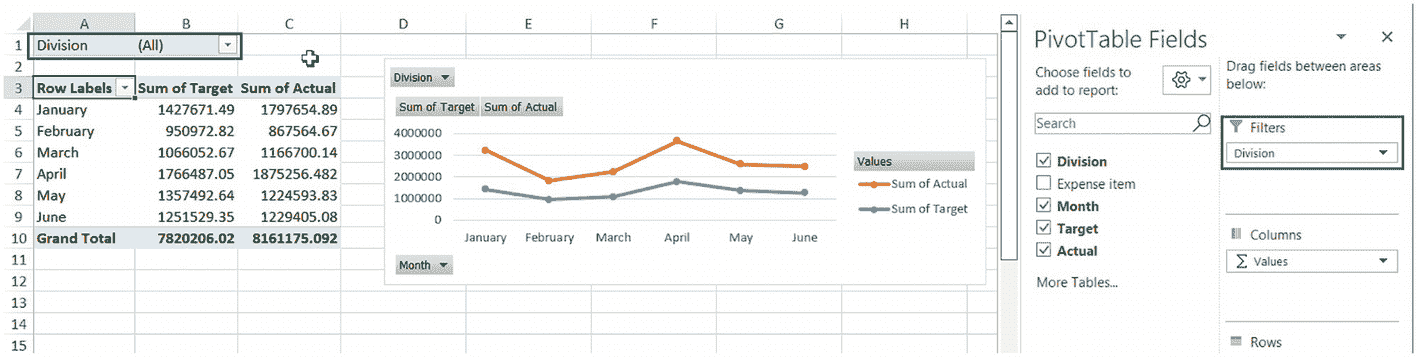 A B C D E F G H
1 Division (All)
2
3 Row Labels Sum of Target Sum of Actual
4 January 1427671.49 1797654.89
5 February 950972.82 867564.67
6 March 1066052.67 1166700.14
7 April 1766487.05 1875256.482
8 May 1357492.64 1224593.83
9 June 1251529.35 1229405.08
10 Grand Total 7820206.02 8161175.092
11
12
13
14
15
Division
Sum of Target Sum of Actual
4000000
3000000
2000000
1000000
0
January February March April May June
Month
Values
Sum of Actual
Sum of Target
PivotTable Fields
Choose fields to
add to report:
Search
Division
Expense item
Month
Target
Actual
More Tables...
Drag fields between areas
below:
Filters
Division
Columns
Σ Values
Rows